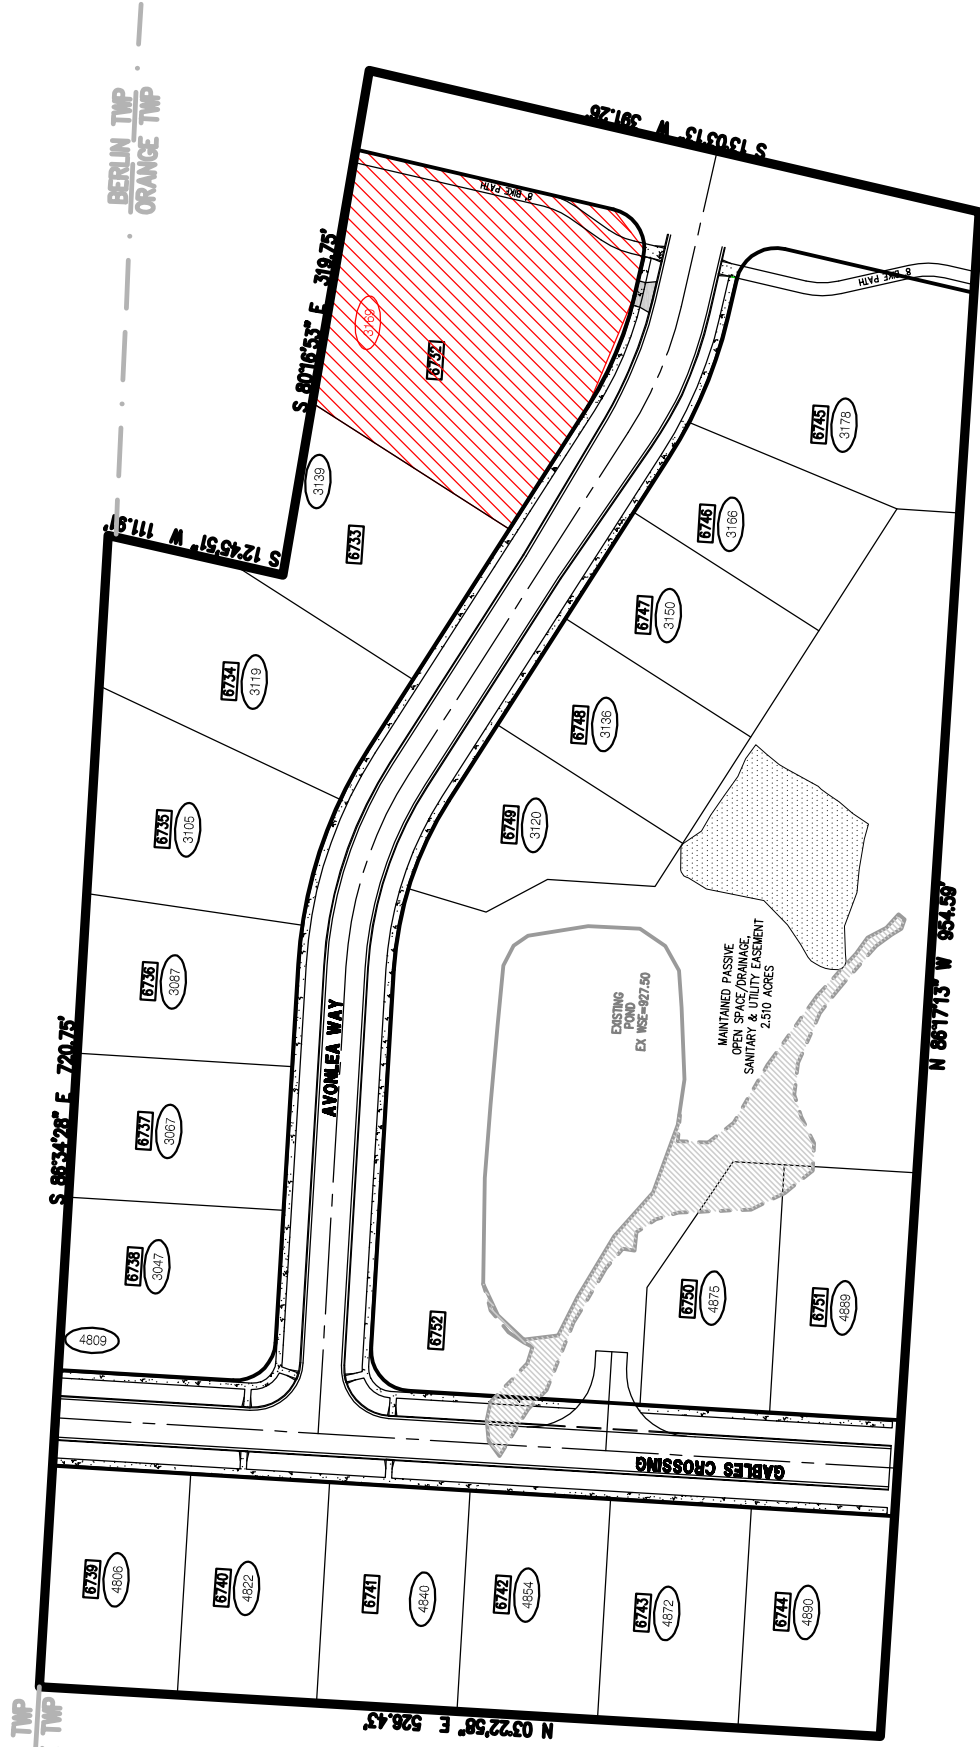 BERLIN TWP
ORANGE TWP
S 13°03'13" W 391.26'
8' BIKE PATH
S 80°16'53" E 319.75'
3169
6732
8' BIKE PATH
6745
3178
3139
6733
S 12°45'51" W 111.91'
6746
3166
6747
3150
6734
3119
6748
3136
6735
3105
6749
3120
6736
3087
EXISTING
POND
EX WSE=927.50
MAINTAINED PASSIVE
OPEN SPACE/DRAINAGE,
SANITARY & UTILITY EASEMENT
2.510 ACRES
N 86°17'13" W 954.59'
AVONLEA WAY
S 86°34'28" E 720.75'
6737
3067
6738
3047
4809
6752
6750
4875
6751
4889
GABLES CROSSING
6739
4806
6740
4822
6741
4840
6742
4854
6743
4872
6744
4890
TWP
TWP
N 03°22'58" E 526.43'